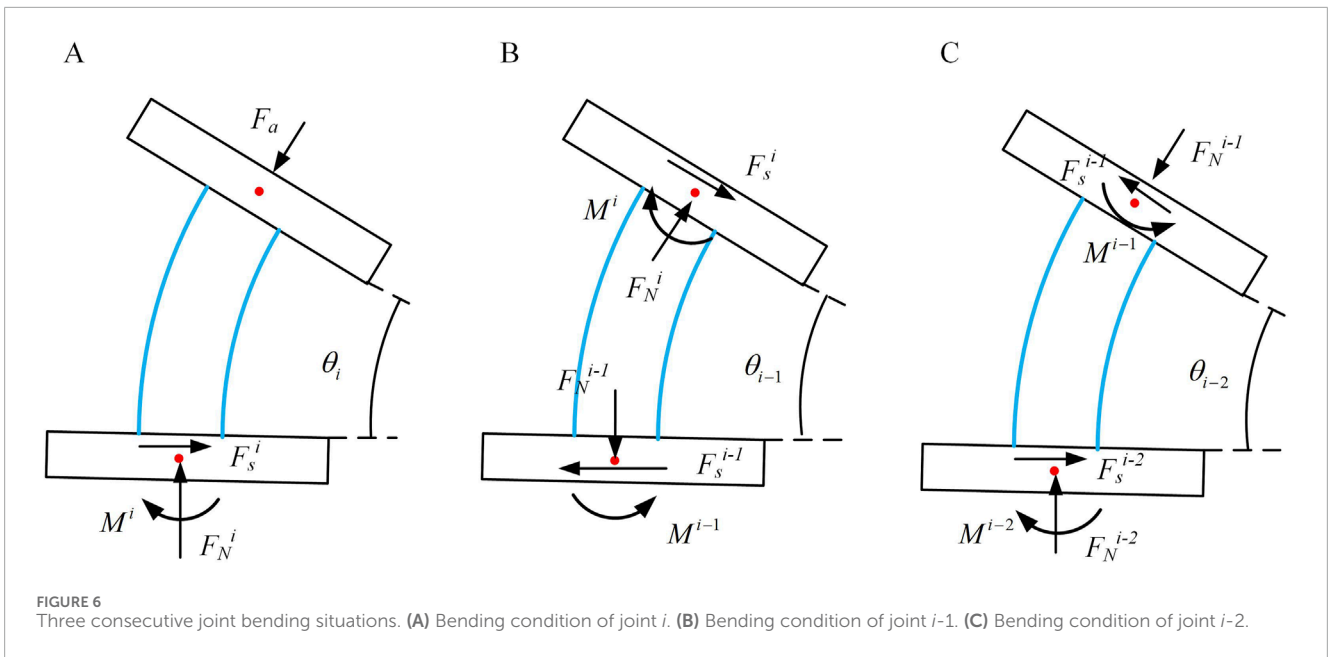 A
B
C
F_a
θ_i
F_s^i
M^i
F_N^i
F_s^i
M^i
F_N^i
F_N^{i-1}
θ_{i-1}
F_s^{i-1}
M^{i-1}
F_N^{i-1}
F_s^{i-1}
M^{i-1}
θ_{i-2}
F_s^{i-2}
M^{i-2}
F_N^{i-2}
FIGURE 6
Three consecutive joint bending situations. (A) Bending condition of joint i. (B) Bending condition of joint i-1. (C) Bending condition of joint i-2.